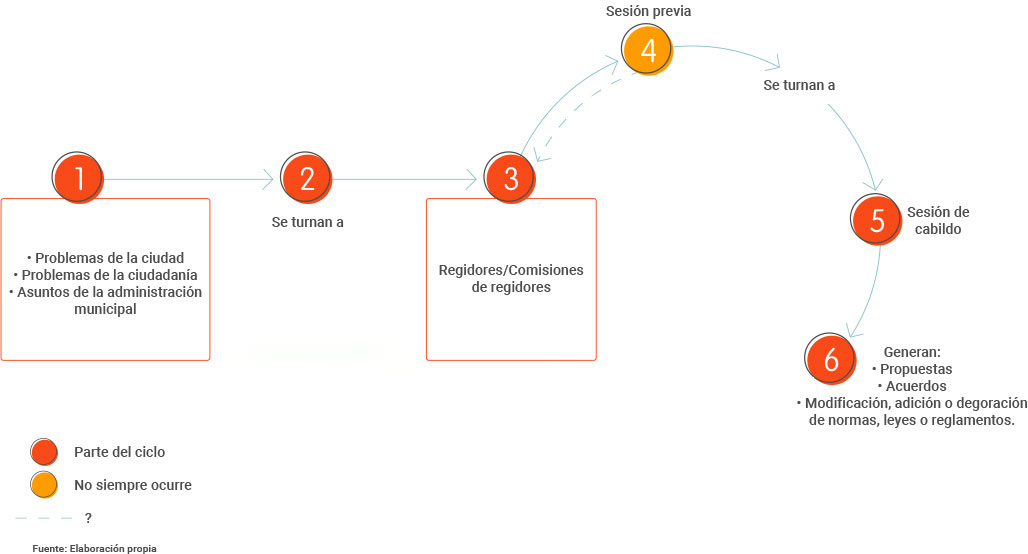 Sesión previa
4
Se turnan a
1
2
3
Se turnan a
5
Sesión de
cabildo
• Problemas de la ciudad
• Problemas de la ciudadanía
• Asuntos de la administración
municipal
Regidores/Comisiones
de regidores
6
Generan:
• Propuestas
• Acuerdos
• Modificación, adición o degoración
de normas, leyes o reglamentos.
Parte del ciclo
No siempre ocurre
?
Fuente: Elaboración propia